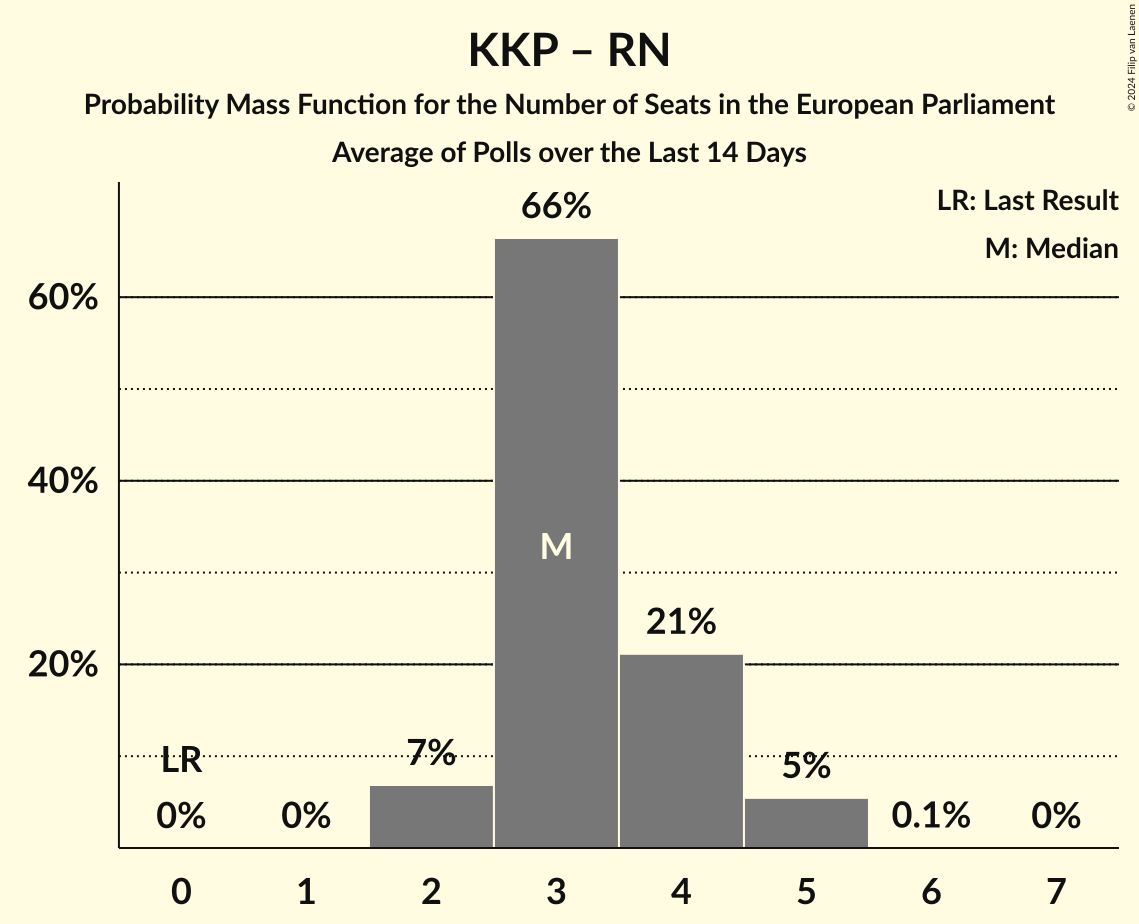 KKP – RN
Probability Mass Function for the Number of Seats in the European Parliament
Average of Polls over the Last 14 Days
© 2024 Filip van Laenen
LR: Last Result
M: Median
66%
60%
40%
M
21%
20%
7%
5%
LR
0%
0%
0.1%
0%
0 1 2 3 4 5 6 7